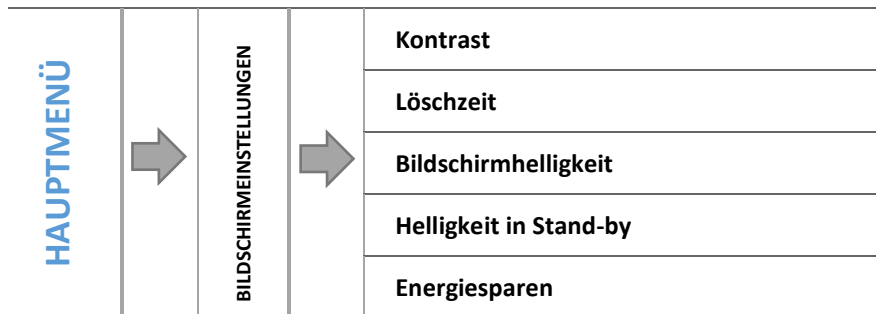 HAUPTMENÜ
BILDSCHIRMEINSTELLUNGEN
Kontrast
Löschzeit
Bildschirmhelligkeit
Helligkeit in Stand-by
Energiesparen